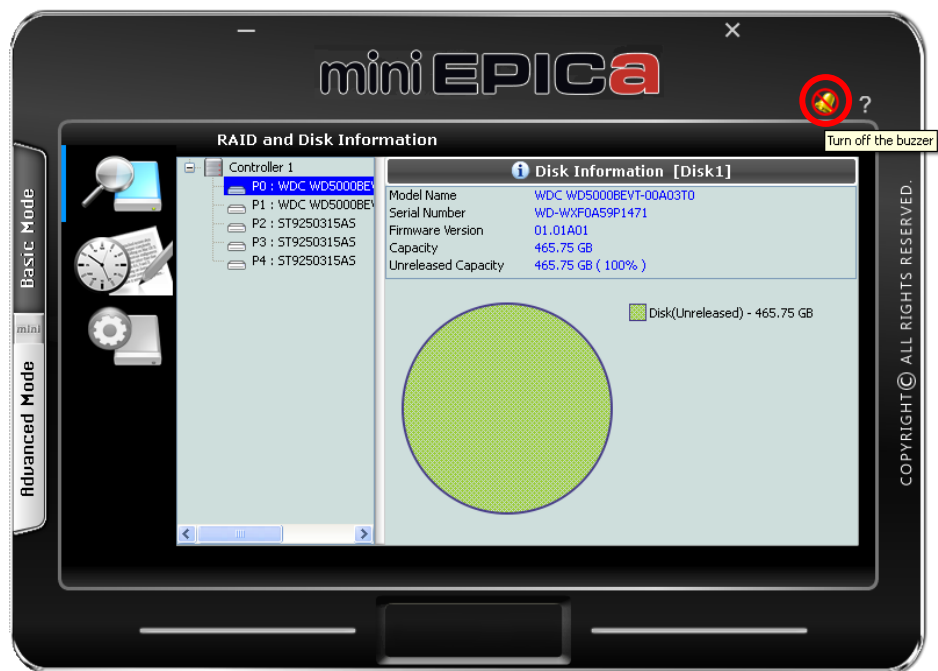 mini EPICa
?
Turn off the buzzer
RAID and Disk Information
Basic Mode
mini
Advanced Mode
Controller 1
P0 : WDC WD5000BEV
P1 : WDC WD5000BEV
P2 : ST9250315AS
P3 : ST9250315AS
P4 : ST9250315AS
Disk Information [Disk1]
Model Name WDC WD5000BEVT-00A03T0
Serial Number WD-WXF0A59P1471
Firmware Version 01.01A01
Capacity 465.75 GB
Unreleased Capacity 465.75 GB ( 100% )
Disk(Unreleased) - 465.75 GB
COPYRIGHT© ALL RIGHTS RESERVED.